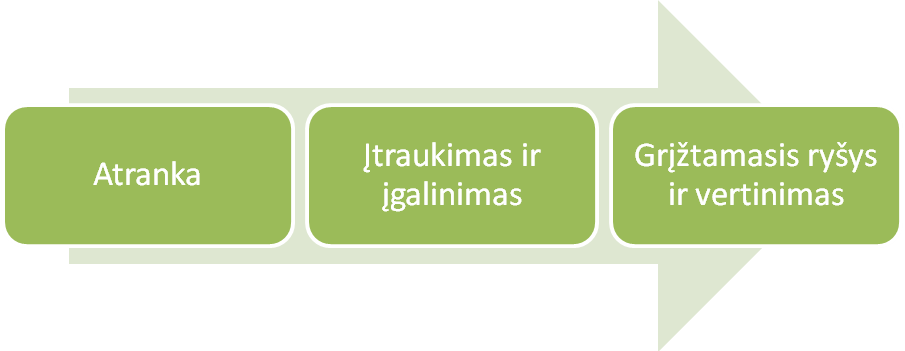 Atranka
Įtraukimas ir
įgalinimas
Grįžtamasis ryšys
ir vertinimas